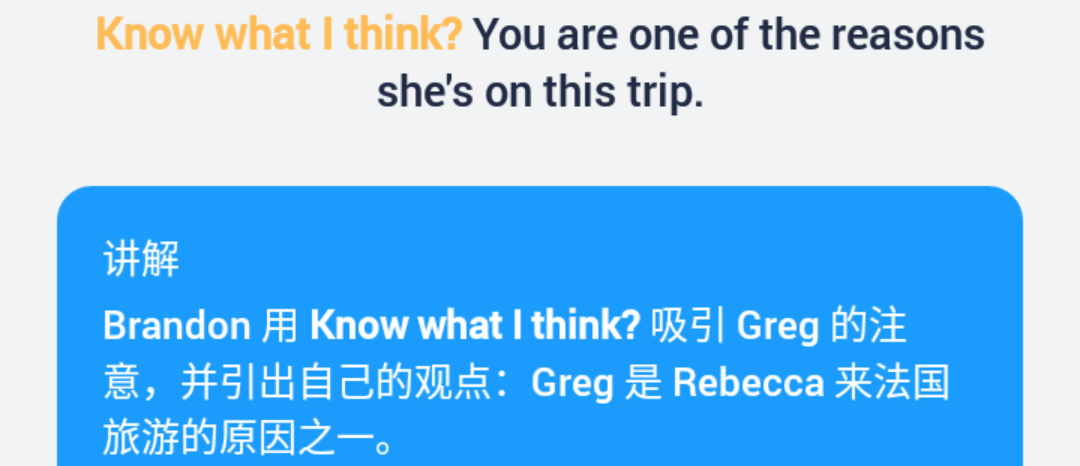 Know what I think? You are one of the reasons
she's on this trip.
讲解
Brandon 用 Know what I think? 吸引 Greg 的注
意，并引出自己的观点：Greg 是 Rebecca 来法国
旅游的原因之一。